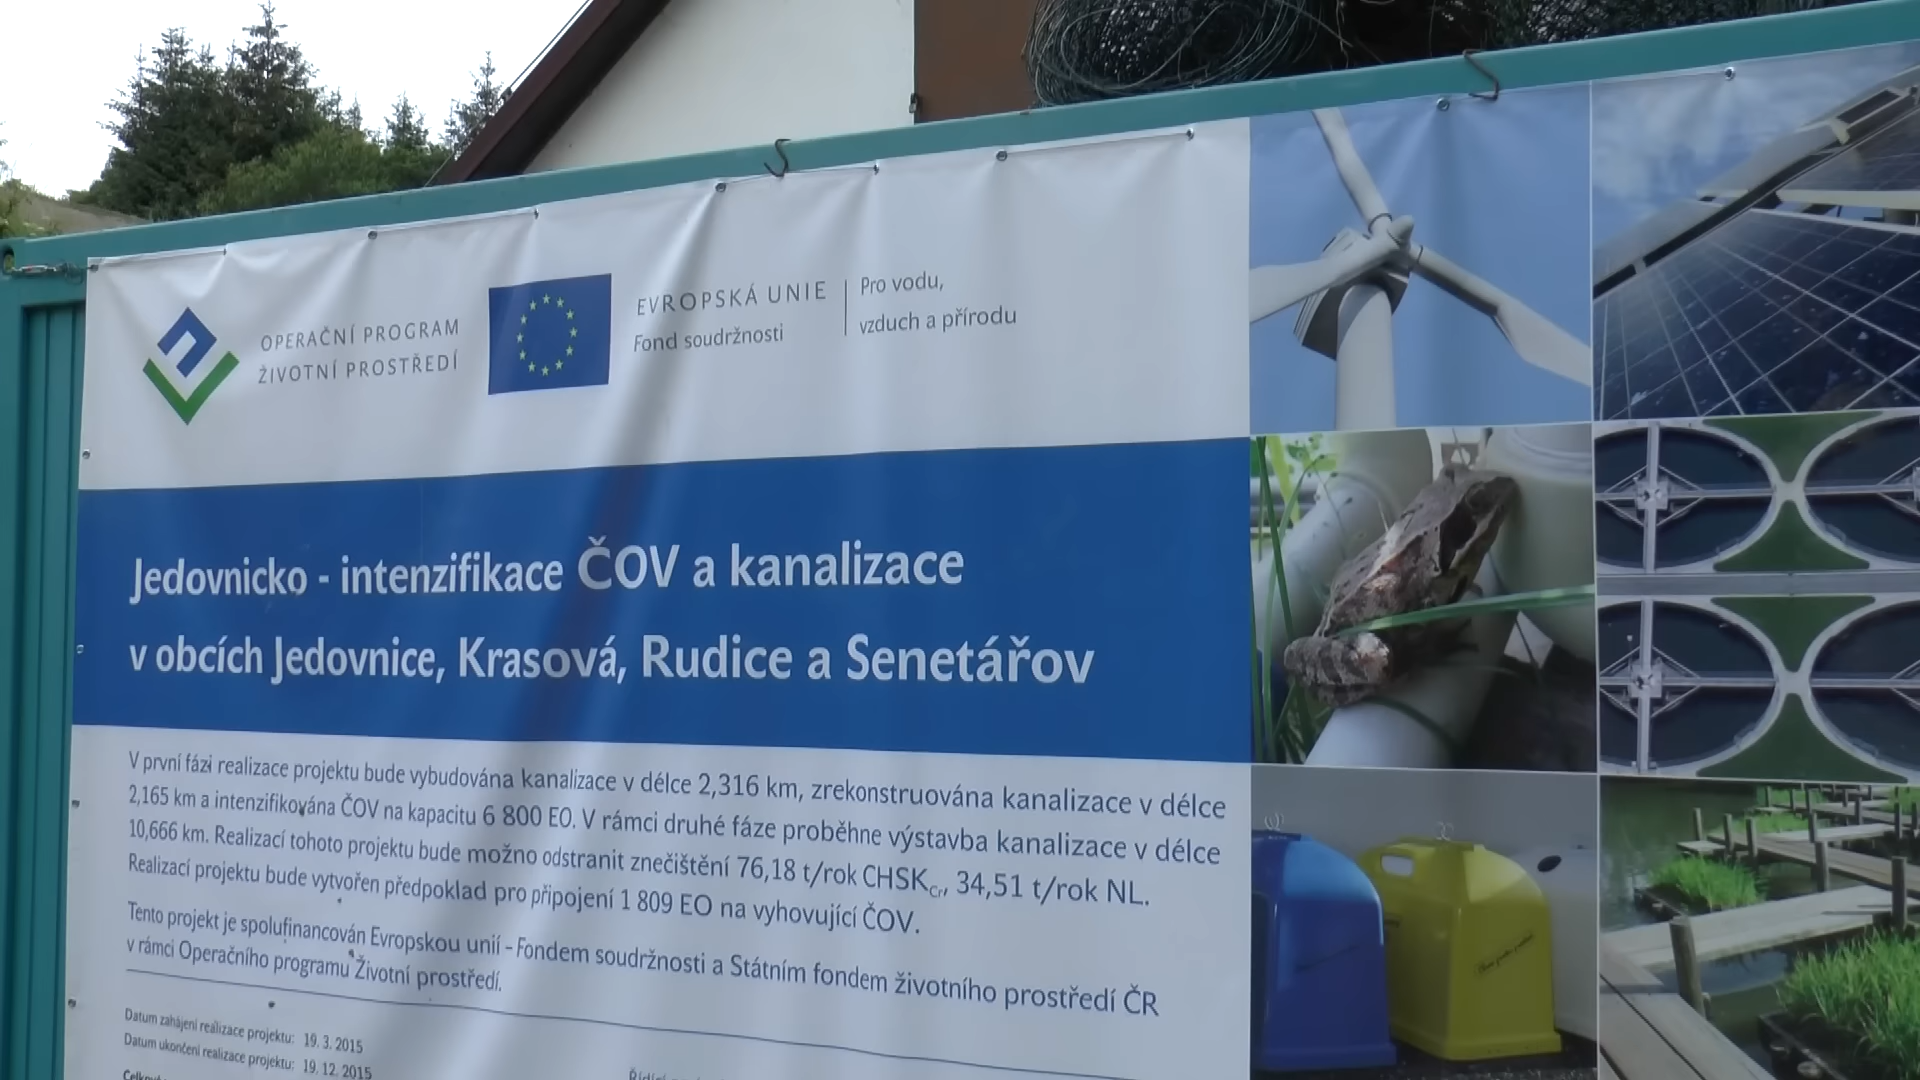 OPERAČNÍ PROGRAM
ŽIVOTNÍ PROSTŘEDÍ
EVROPSKÁ UNIE
Fond soudržnosti
Pro vodu,
vzduch a přírodu
Jedovnicko - intenzifikace ČOV a kanalizace
v obcích Jedovnice, Krasová, Rudice a Senetářov
V první fázi realizace projektu bude vybudována kanalizace v délce 2,316 km, zrekonstruována kanalizace v délce
2,165 km a intenzifikována ČOV na kapacitu 6 800 EO. V rámci druhé fáze proběhne výstavba kanalizace v délce
10,666 km. Realizací tohoto projektu bude možno odstranit znečištění 76,18 t/rok CHSKCr, 34,51 t/rok NL.
Realizací projektu bude vytvořen předpoklad pro připojení 1 809 EO na vyhovující ČOV.
Tento projekt je spolufinancován Evropskou unií - Fondem soudržnosti a Státním fondem životního prostředí ČR
v rámci Operačního programu Životní prostředí.
Datum zahájení realizace projektu: 19. 3. 2015
Datum ukončení realizace projektu: 19. 12. 2015